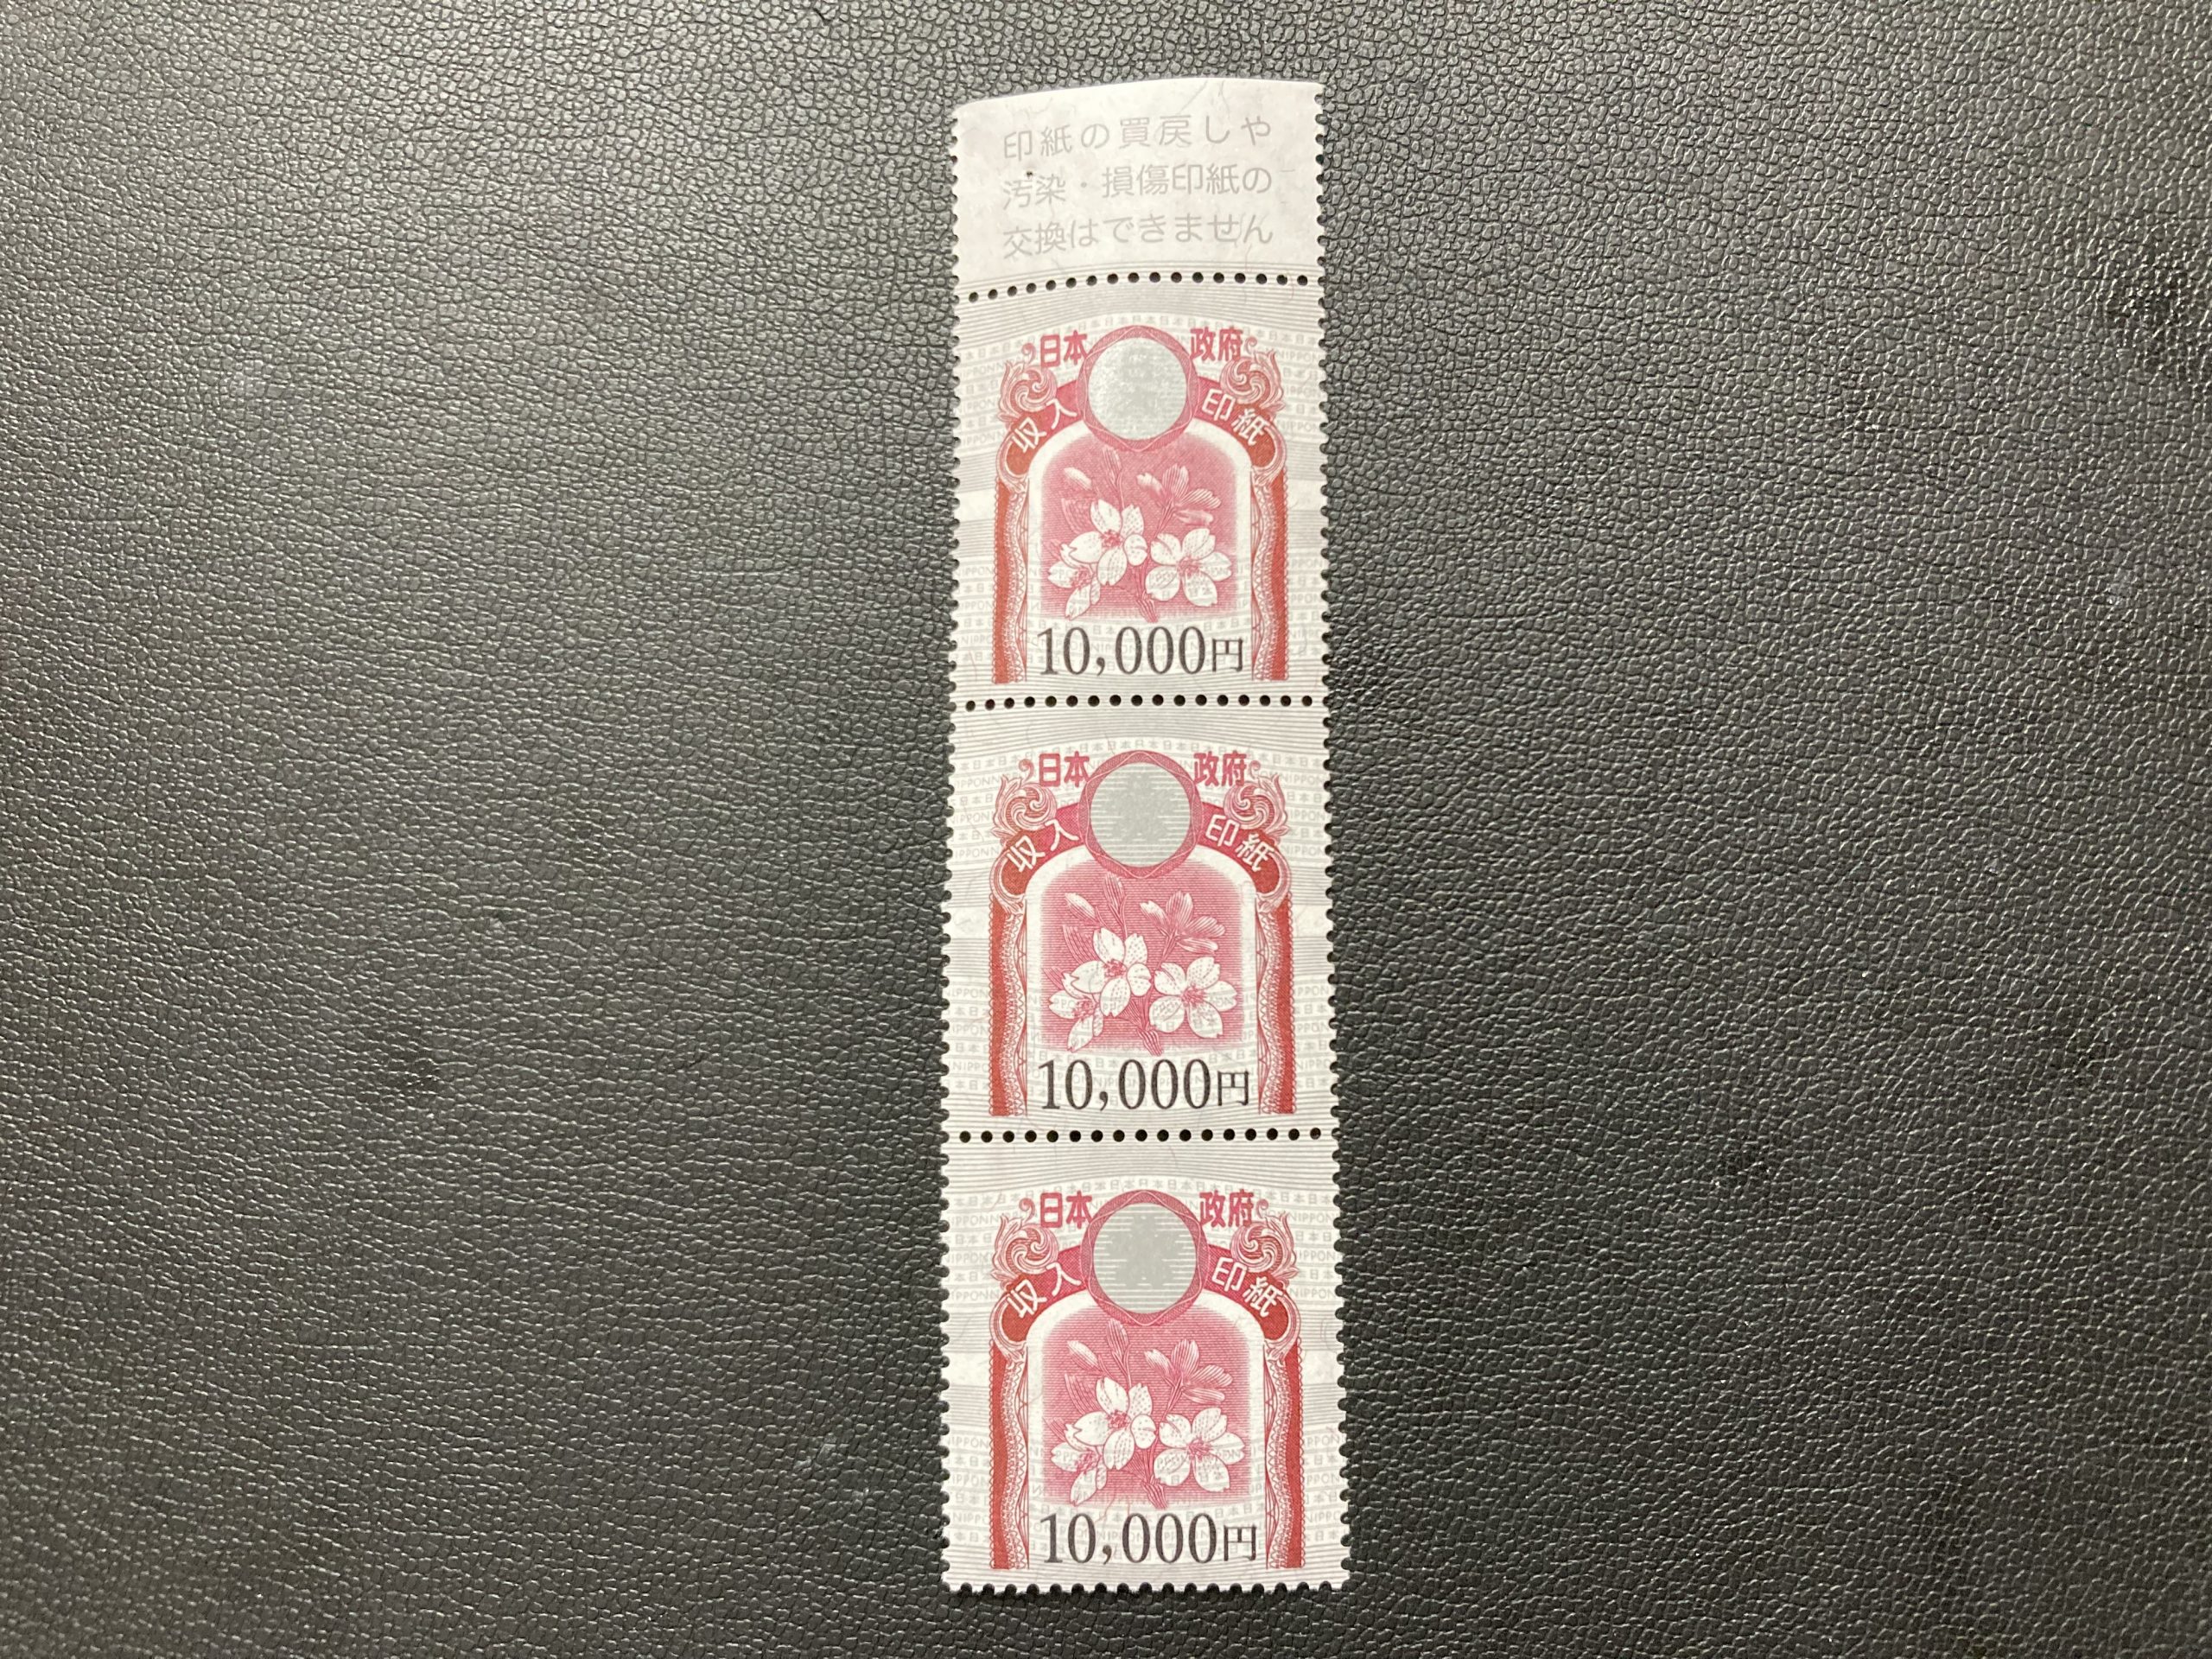 印紙の買戻しや
汚染・損傷印紙の
交換はできません
日本 政府
収入 印紙
10,000円
日本 政府
収入 印紙
10,000円
日本 政府
収入 印紙
10,000円